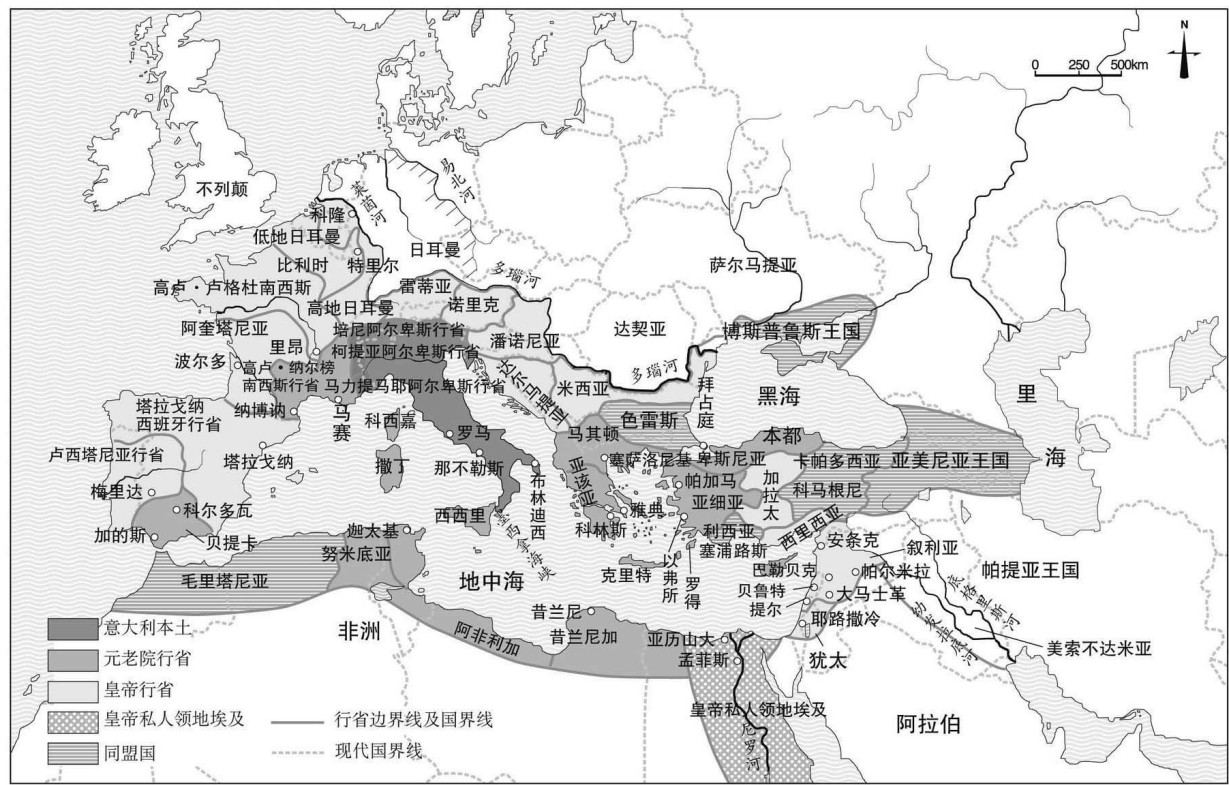 N
0 250 500km
不列颠
莱茵河
易北河
科隆
低地日耳曼
日耳曼
比利时
特里尔
高卢·卢格杜南西斯
雷蒂亚
多瑙河
萨尔马提亚
高地日耳曼
诺里克
阿奎塔尼亚
培尼阿尔卑斯行省
潘诺尼亚
达契亚
博斯普鲁斯王国
里昂
柯提亚阿尔卑斯行省
波尔多
高卢·纳尔榜
南西斯行省
马力提马耶阿尔卑斯行省
达尔马提亚
米西亚
多瑙河
拜占庭
黑海
里海
塔拉戈纳
西班牙行省
纳博讷
马赛
科西嘉
罗马
马其顿
色雷斯
本都
卢西塔尼亚行省
塔拉戈纳
撒丁
那不勒斯
布林迪西
塞萨洛尼基
卑斯尼亚
卡帕多西亚
亚美尼亚王国
梅里达
亚该亚
帕加马
亚细亚
加拉太
科马根尼
科尔多瓦
西西里
墨西拿海峡
雅典
科林斯
利西亚
西里西亚
加的斯
贝提卡
迦太基
努米底亚
塞浦路斯
安条克
叙利亚
毛里塔尼亚
地中海
克里特
以弗所
罗得
巴勒贝克
帕尔米拉
帕提亚王国
贝鲁特
大马士革
底格里斯河
提尔
昔兰尼
耶路撒冷
幼发拉底河
意大利本土
非洲
阿非利加
昔兰尼加
亚历山大
犹太
美索不达米亚
元老院行省
孟菲斯
皇帝行省
皇帝私人领地埃及
阿拉伯
尼罗河
皇帝私人领地埃及
行省边界线及国界线
同盟国
现代国界线